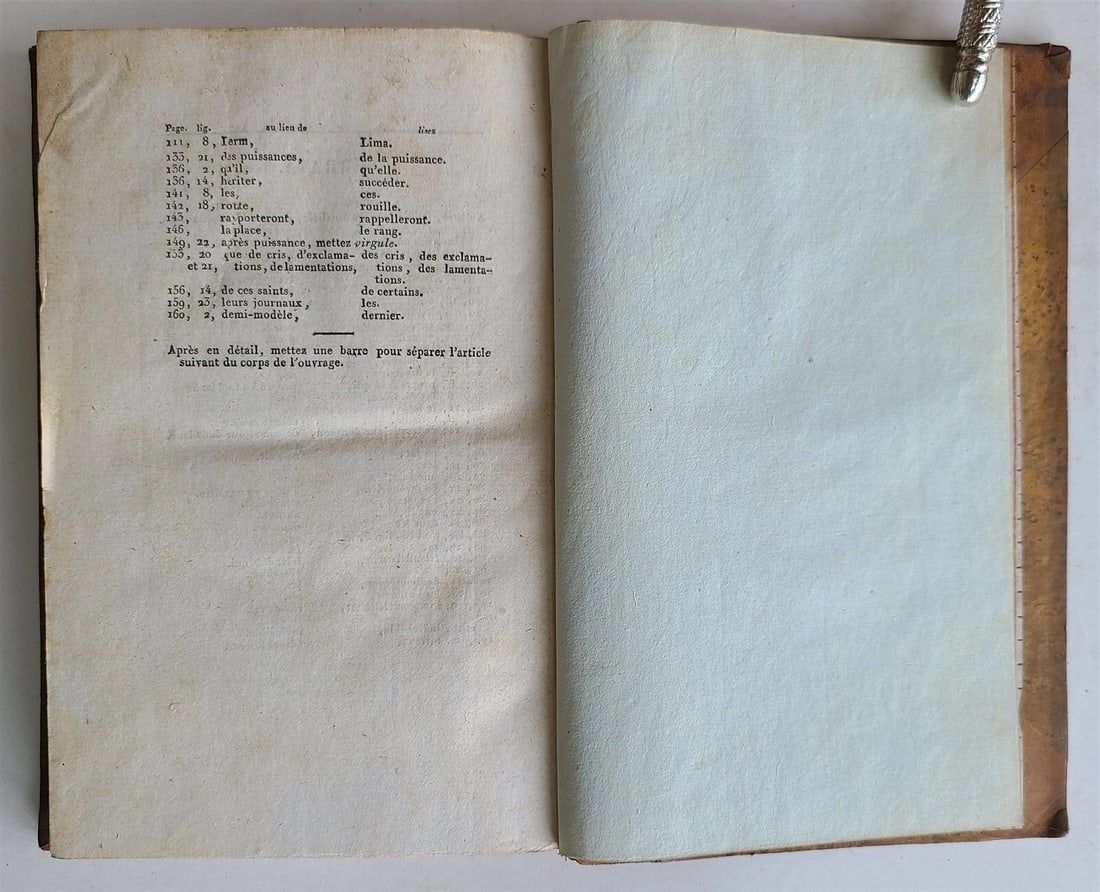 Page. lig. au lieu de lisez
111, 8, Iarm, Lima.
133, 21, des puissances, de la puissance.
136, 2, qu'il, qu'elle.
136, 14, hériter, succéder.
141, 8, les, ces.
142, 18, route, rouille.
143, rapporteront, rappelleront.
146, la place, le rang.
149, 22, après puissance, mettez virgule.
153, 20 que de cris, d'exclama- des cris, des exclama-
et 21, tions, de lamentations, tions, des lamenta-
tions.
156, 14, de ces saints, de certains.
159, 23, leurs journaux, les.
160, 2, demi-modèle, dernier.
Après en détail, mettez une barre pour séparer l'article
suivant du corps de l'ouvrage.